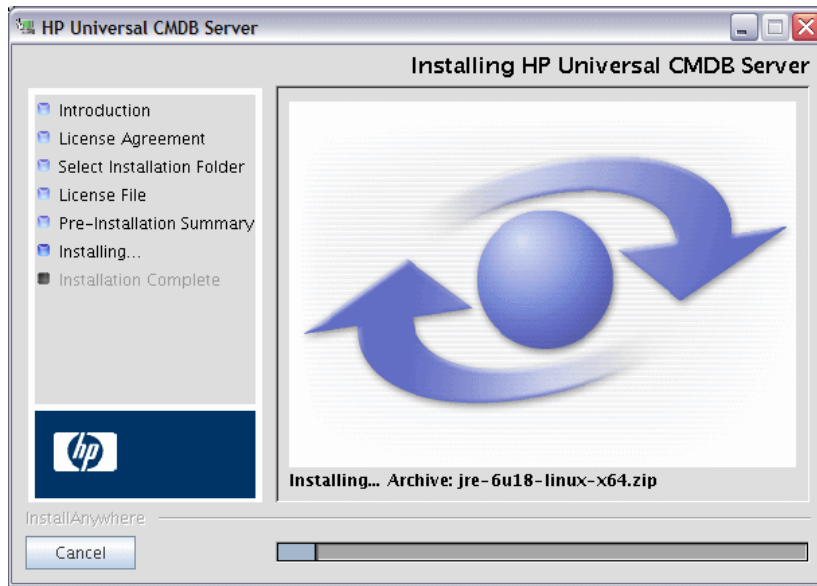 HP Universal CMDB Server
Installing HP Universal CMDB Server
Introduction
License Agreement
Select Installation Folder
License File
Pre-Installation Summary
Installing...
Installation Complete
hp
Installing... Archive: jre-6u18-linux-x64.zip
InstallAnywhere
Cancel